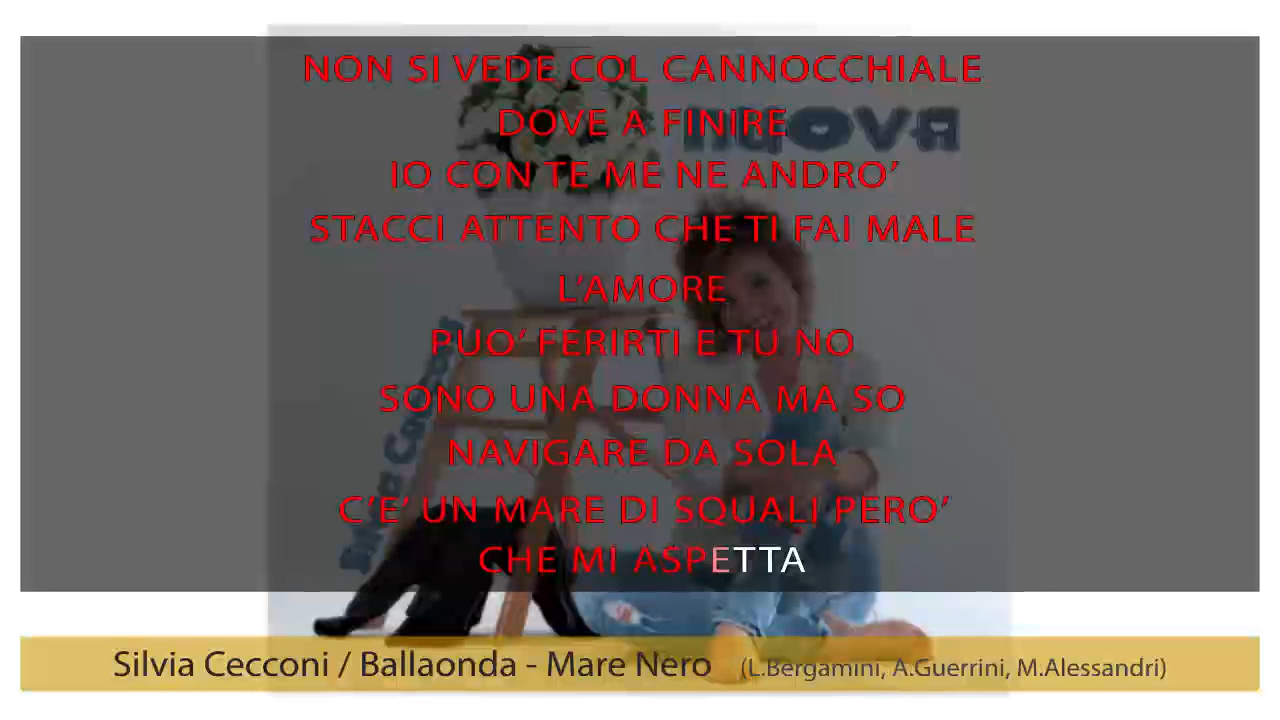 NON SI VEDE COL CANNOCCHIALE
DOVE A FINIRE
IO CON TE ME NE ANDRO'
STACCI ATTENTO CHE TI FAI MALE
L'AMORE
PUO' FERIRTI E TU NO
SONO UNA DONNA MA SO
NAVIGARE DA SOLA
C'E' UN MARE DI SQUALI PERO'
CHE MI ASPETTA
Silvia Cecconi / Ballaonda - Mare Nero (L.Bergamini, A.Guerrini, M.Alessandri)